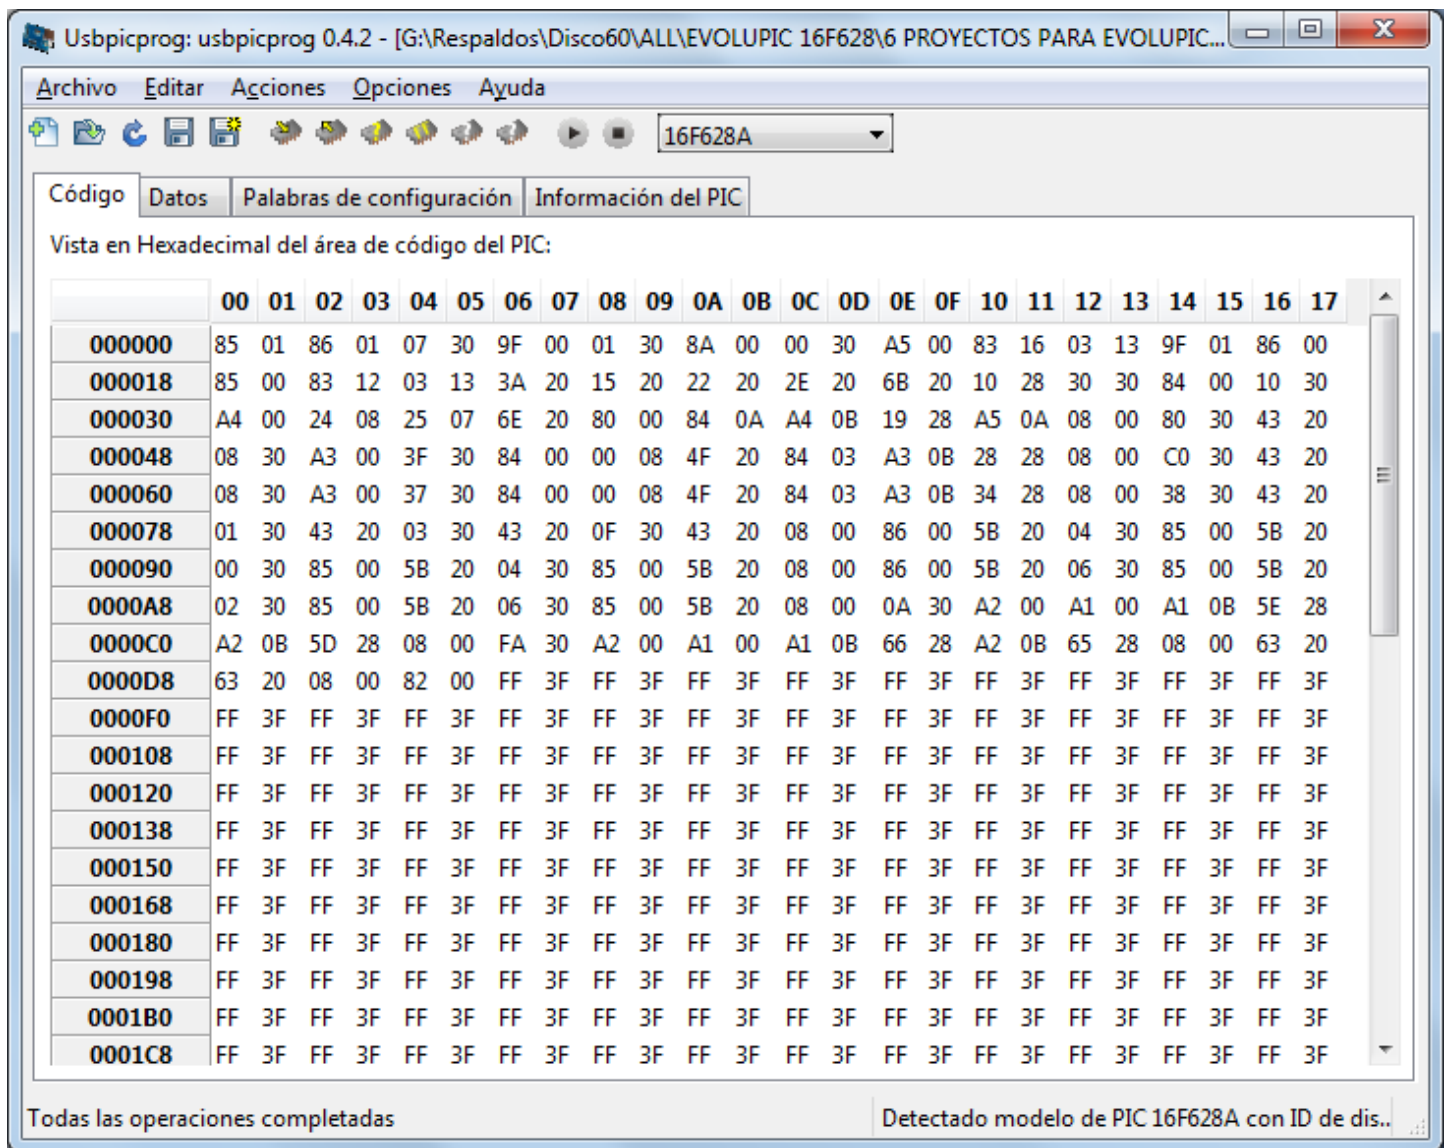 Usbpicprog: usbpicprog 0.4.2 - [G:\Respaldos\Disco60\ALL\EVOLUPIC 16F628\6 PROYECTOS PARA EVOLUPIC...
Archivo Editar Acciones Opciones Ayuda
16F628A
Código Datos Palabras de configuración Información del PIC
Vista en Hexadecimal del área de código del PIC:
00 01 02 03 04 05 06 07 08 09 0A 0B 0C 0D 0E 0F 10 11 12 13 14 15 16 17
000000 85 01 86 01 07 30 9F 00 01 30 8A 00 00 30 A5 00 83 16 03 13 9F 01 86 00
000018 85 00 83 12 03 13 3A 20 15 20 22 20 2E 20 6B 20 10 28 30 30 84 00 10 30
000030 A4 00 24 08 25 07 6E 20 80 00 84 0A A4 0B 19 28 A5 0A 08 00 80 30 43 20
000048 08 30 A3 00 3F 30 84 00 00 08 4F 20 84 03 A3 0B 28 28 08 00 C0 30 43 20
000060 08 30 A3 00 37 30 84 00 00 08 4F 20 84 03 A3 0B 34 28 08 00 38 30 43 20
000078 01 30 43 20 03 30 43 20 0F 30 43 20 08 00 86 00 5B 20 04 30 85 00 5B 20
000090 00 30 85 00 5B 20 04 30 85 00 5B 20 08 00 86 00 5B 20 06 30 85 00 5B 20
0000A8 02 30 85 00 5B 20 06 30 85 00 5B 20 08 00 0A 30 A2 00 A1 00 A1 0B 5E 28
0000C0 A2 0B 5D 28 08 00 FA 30 A2 00 A1 00 A1 0B 66 28 A2 0B 65 28 08 00 63 20
0000D8 63 20 08 00 82 00 FF 3F FF 3F FF 3F FF 3F FF 3F FF 3F FF 3F FF 3F FF 3F
0000F0 FF 3F FF 3F FF 3F FF 3F FF 3F FF 3F FF 3F FF 3F FF 3F FF 3F FF 3F FF 3F
000108 FF 3F FF 3F FF 3F FF 3F FF 3F FF 3F FF 3F FF 3F FF 3F FF 3F FF 3F FF 3F
000120 FF 3F FF 3F FF 3F FF 3F FF 3F FF 3F FF 3F FF 3F FF 3F FF 3F FF 3F FF 3F
000138 FF 3F FF 3F FF 3F FF 3F FF 3F FF 3F FF 3F FF 3F FF 3F FF 3F FF 3F FF 3F
000150 FF 3F FF 3F FF 3F FF 3F FF 3F FF 3F FF 3F FF 3F FF 3F FF 3F FF 3F FF 3F
000168 FF 3F FF 3F FF 3F FF 3F FF 3F FF 3F FF 3F FF 3F FF 3F FF 3F FF 3F FF 3F
000180 FF 3F FF 3F FF 3F FF 3F FF 3F FF 3F FF 3F FF 3F FF 3F FF 3F FF 3F FF 3F
000198 FF 3F FF 3F FF 3F FF 3F FF 3F FF 3F FF 3F FF 3F FF 3F FF 3F FF 3F FF 3F
0001B0 FF 3F FF 3F FF 3F FF 3F FF 3F FF 3F FF 3F FF 3F FF 3F FF 3F FF 3F FF 3F
0001C8 FF 3F FF 3F FF 3F FF 3F FF 3F FF 3F FF 3F FF 3F FF 3F FF 3F FF 3F FF 3F
Todas las operaciones completadas Detectado modelo de PIC 16F628A con ID de dis..